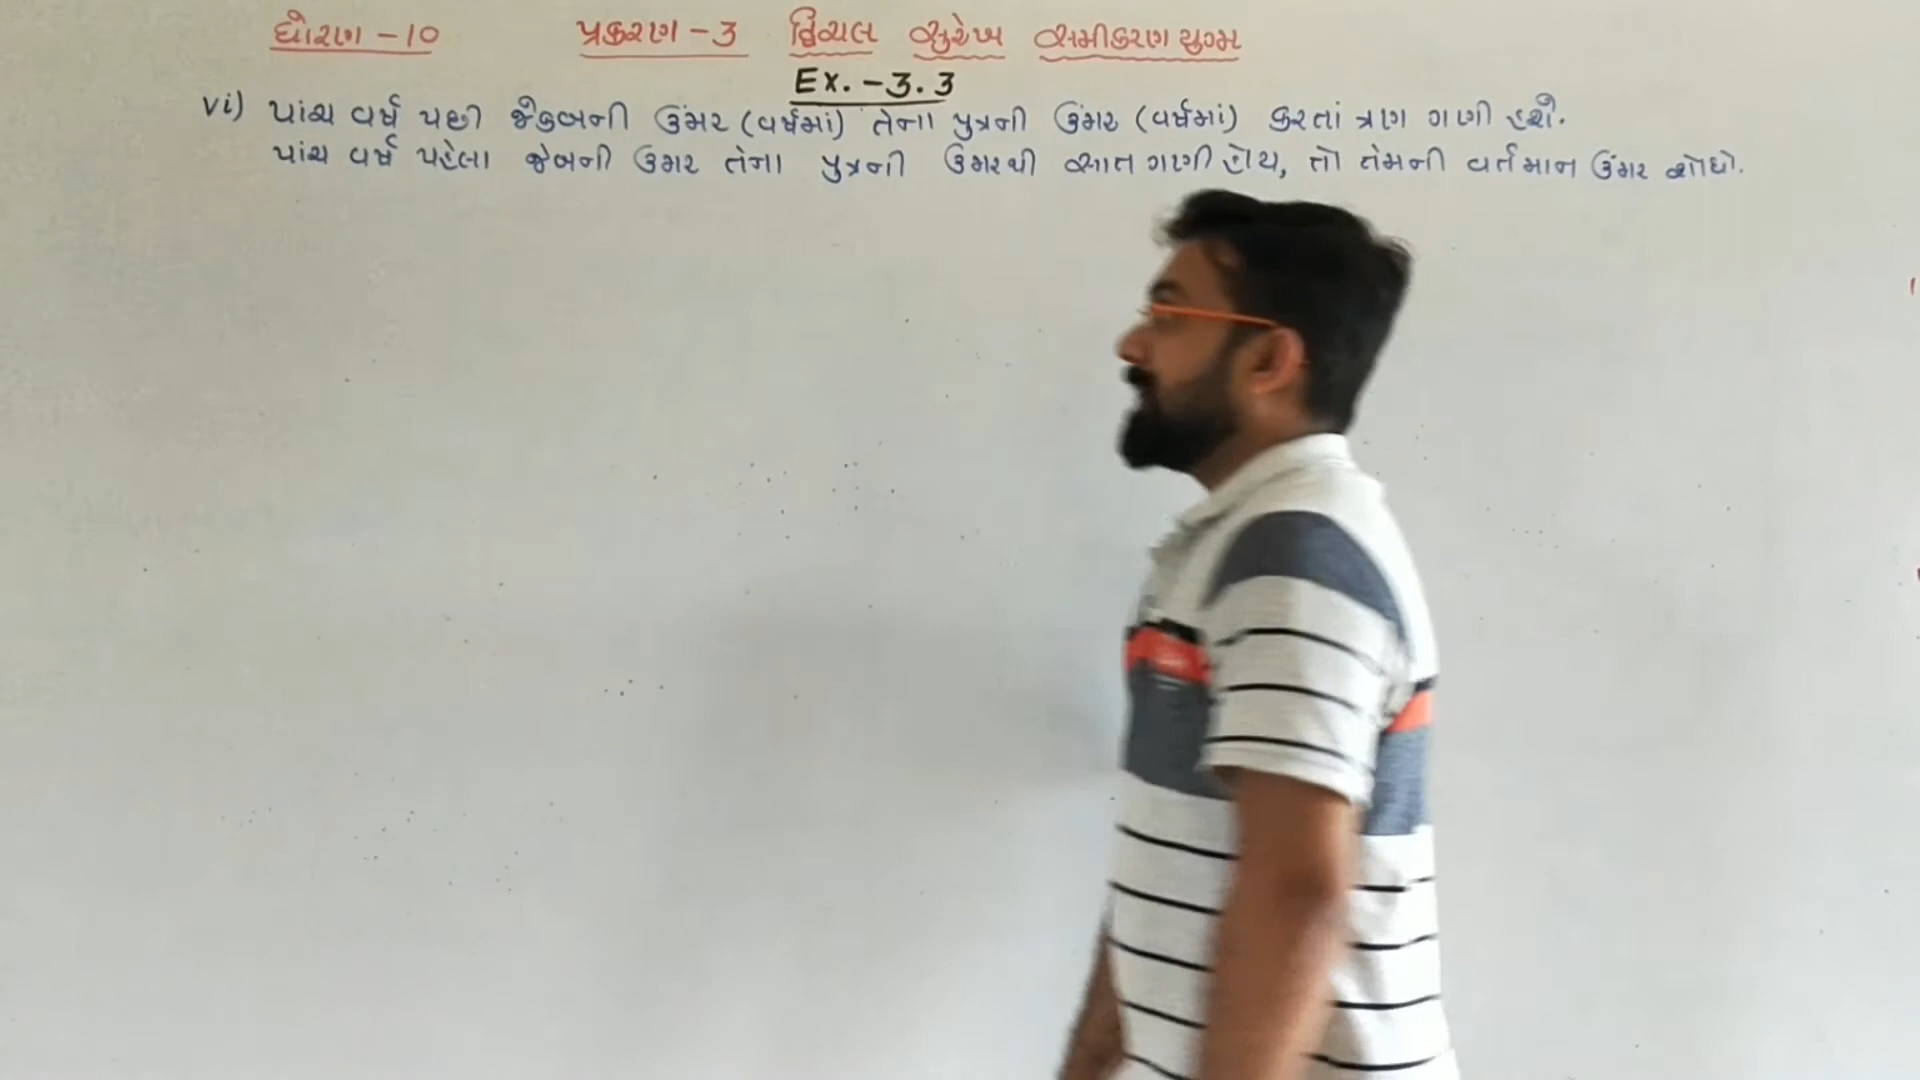 ધોરણ - 10 પ્રકરણ - 3 દ્વિચલ સુરેખ સમીકરણ યુગ્મ
Ex. - 3.3
vi) પાંચ વર્ષ પછી જેકબની ઉંમર (વર્ષમાં) તેના પુત્રની ઉંમર (વર્ષમાં) કરતાં ત્રણ ગણી હશે.
પાંચ વર્ષ પહેલા જેબની ઉમર તેના પુત્રની ઉંમરથી સાત ગણી હોય, તો તેમની વર્તમાન ઉંમર શોધો.